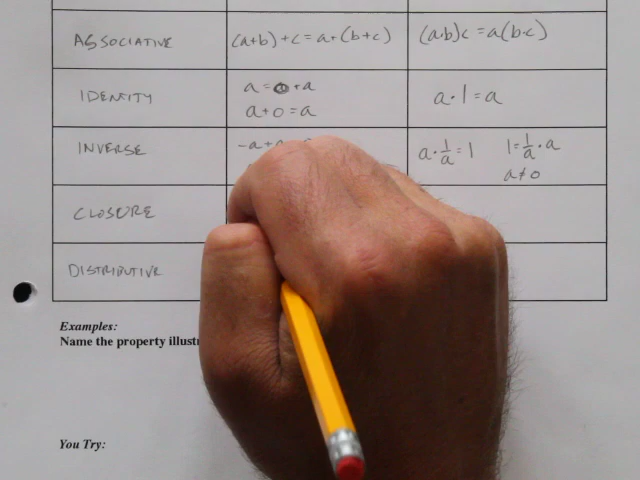 ASSOCIATIVE (a+b)+c=a+(b+c) (a·b)c=a(b·c)
IDENTITY a=0+a a·1=a
a+0=a
INVERSE -a+ a·1/a=1 1=1/a·a
a≠0
CLOSURE
DISTRIBUTIVE
Examples:
Name the property
You Try: